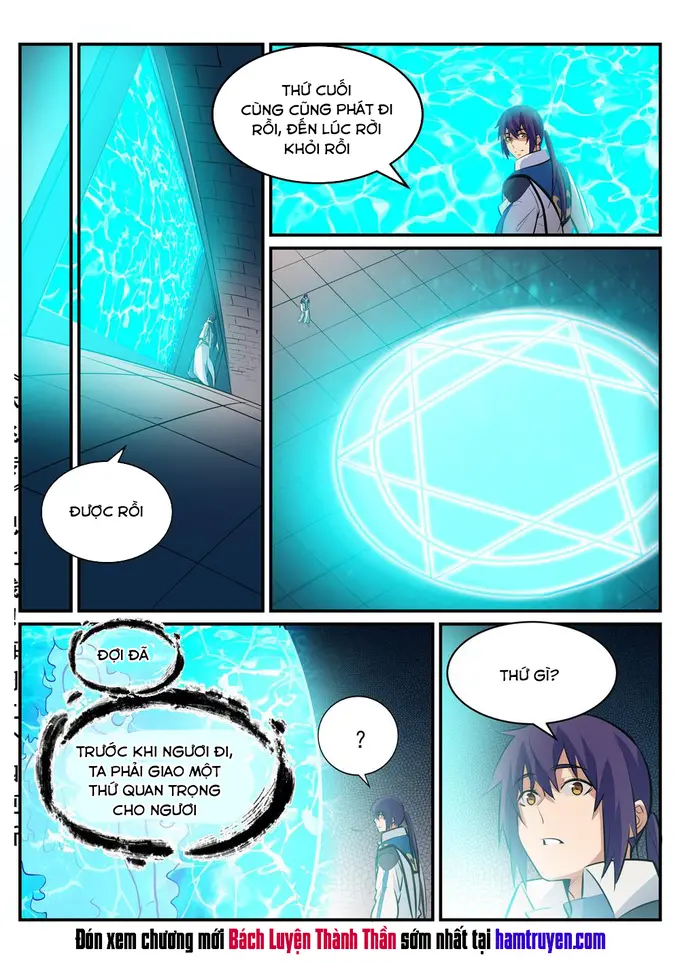 THỨ CUỐI
CÙNG CŨNG PHÁT ĐI
RỒI, ĐẾN LÚC RỜI
KHỎI RỒI
ĐƯỢC RỒI
ĐỢI ĐÃ
TRƯỚC KHI NGƯƠI ĐI,
TA PHẢI GIAO MỘT
THỨ QUAN TRỌNG
CHO NGƯƠI
?
THỨ GÌ?
Đón xem chương mới Bách Luyện Thành Thần sớm nhất tại hamtruyen.com